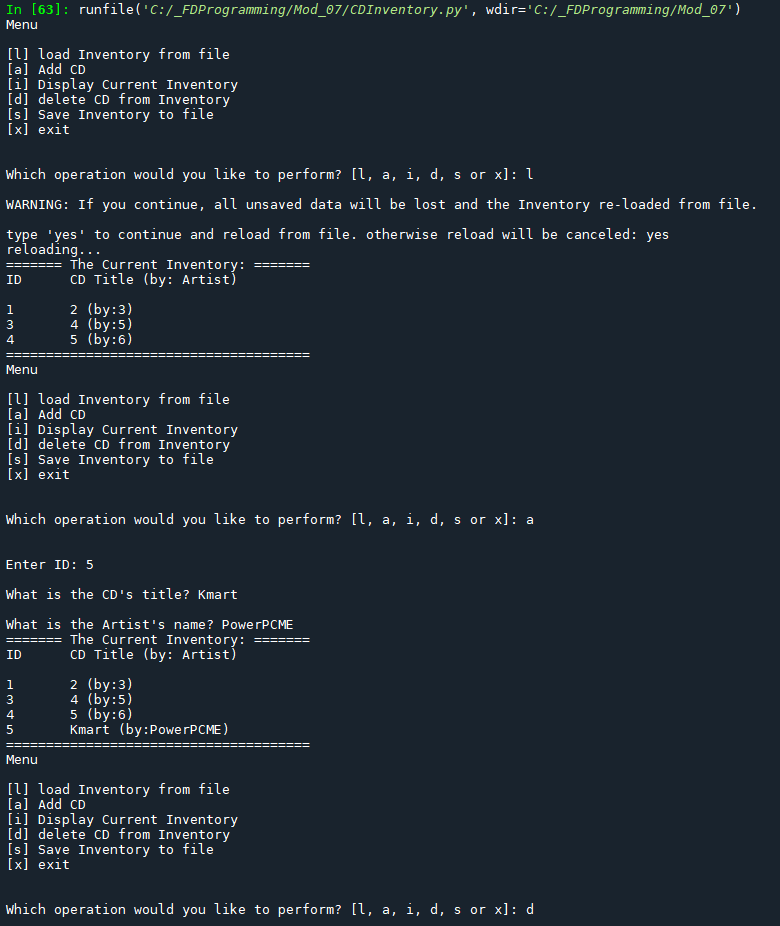 In [63]: runfile('C:/_FDProgramming/Mod_07/CDInventory.py', wdir='C:/_FDProgramming/Mod_07')
Menu
[l] load Inventory from file
[a] Add CD
[i] Display Current Inventory
[d] delete CD from Inventory
[s] Save Inventory to file
[x] exit
Which operation would you like to perform? [l, a, i, d, s or x]: l
WARNING: If you continue, all unsaved data will be lost and the Inventory re-loaded from file.
type 'yes' to continue and reload from file. otherwise reload will be canceled: yes
reloading...
======= The Current Inventory: =======
ID      CD Title (by: Artist)
1       2 (by:3)
3       4 (by:5)
4       5 (by:6)
======================================
Menu
[l] load Inventory from file
[a] Add CD
[i] Display Current Inventory
[d] delete CD from Inventory
[s] Save Inventory to file
[x] exit
Which operation would you like to perform? [l, a, i, d, s or x]: a
Enter ID: 5
What is the CD's title? Kmart
What is the Artist's name? PowerPCME
======= The Current Inventory: =======
ID      CD Title (by: Artist)
1       2 (by:3)
3       4 (by:5)
4       5 (by:6)
5       Kmart (by:PowerPCME)
======================================
Menu
[l] load Inventory from file
[a] Add CD
[i] Display Current Inventory
[d] delete CD from Inventory
[s] Save Inventory to file
[x] exit
Which operation would you like to perform? [l, a, i, d, s or x]: d